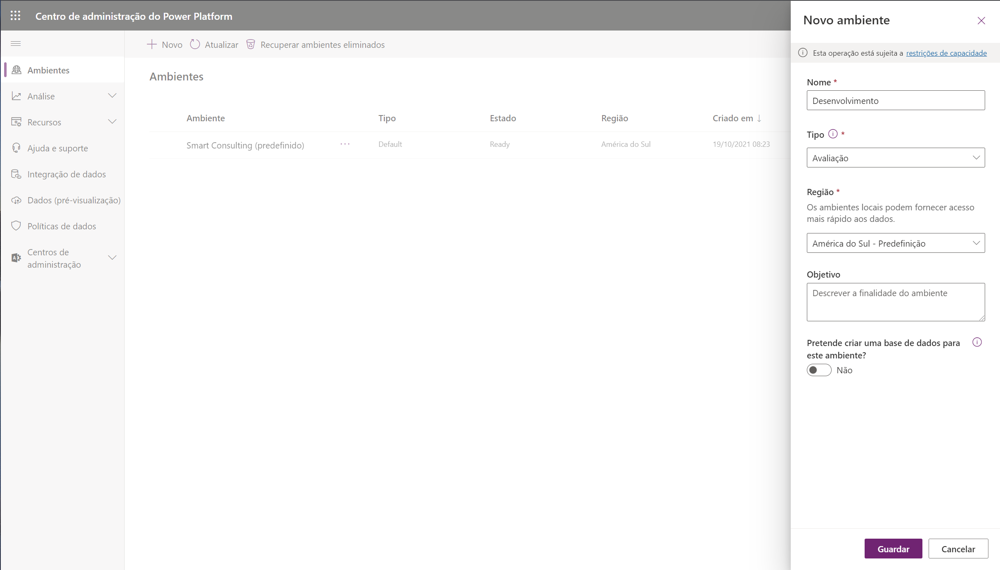 Centro de administração do Power Platform
Novo
Atualizar
Recuperar ambientes eliminados
Ambientes
Análise
Recursos
Ajuda e suporte
Integração de dados
Dados (pré-visualização)
Políticas de dados
Centros de
administração
Ambientes
Ambiente
Tipo
Estado
Região
Criado em ↓
Smart Consulting (predefinido)
···
Default
Ready
América do Sul
19/10/2021 08:23
Novo ambiente
Esta operação está sujeita a restrições de capacidade
Nome *
Desenvolvimento
Tipo *
Avaliação
Região *
Os ambientes locais podem fornecer acesso
mais rápido aos dados.
América do Sul - Predefinição
Objetivo
Descrever a finalidade do ambiente
Pretende criar uma base de dados para
este ambiente?
Não
Guardar
Cancelar